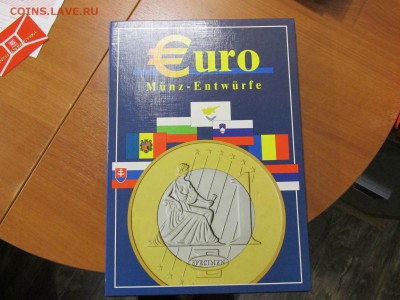 COINS.LAVE.RU
€uro
Münz-Entwürfe
SPECIMEN